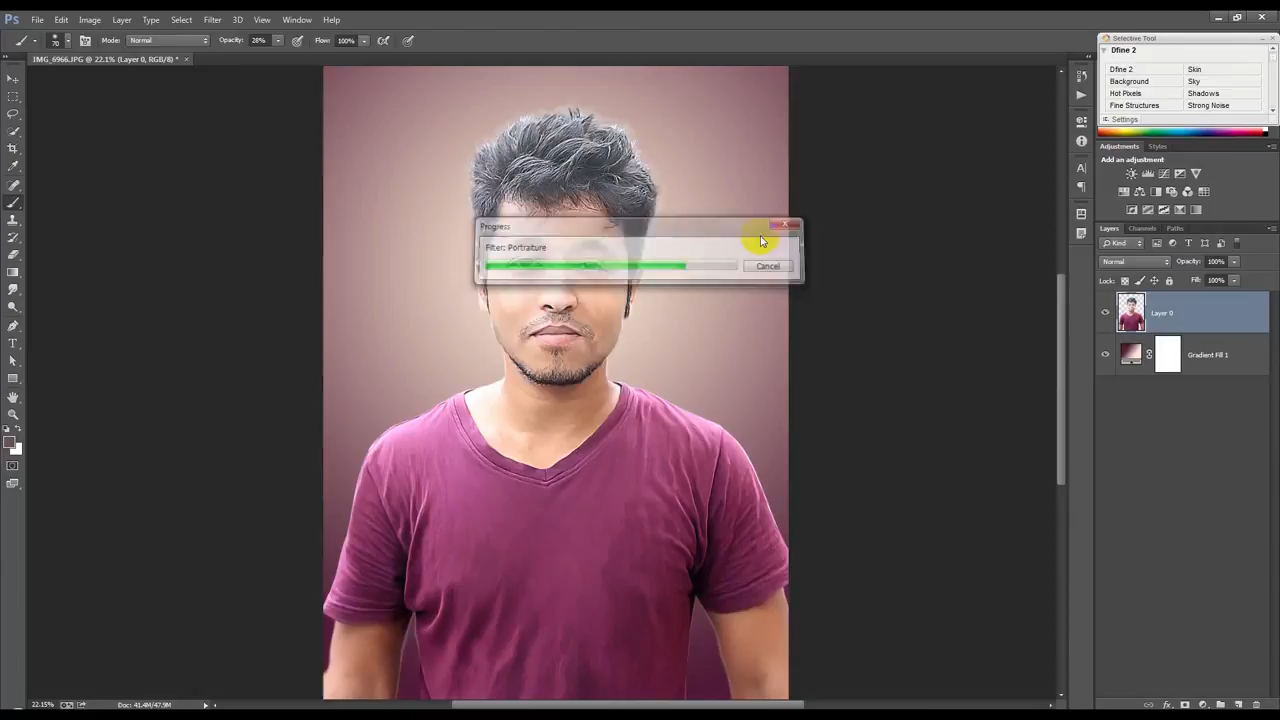 Ps File Edit Image Layer Type Select Filter 3D View Window Help
70 Mode: Normal Opacity: 28% Flow: 100%
IMG_6966.JPG @ 22.1% (Layer 0, RGB/8) * ×
Selective Tool
Dfine 2
Dfine 2 Skin
Background Sky
Hot Pixels Shadows
Fine Structures Strong Noise
Settings
Adjustments Styles
Add an adjustment
Layers Channels Paths
Kind
Normal Opacity: 100%
Lock: Fill: 100%
Layer 0
Gradient Fill 1
Progress
Filter: Portraiture
Cancel
22.15% Doc: 41.4M/47.9M